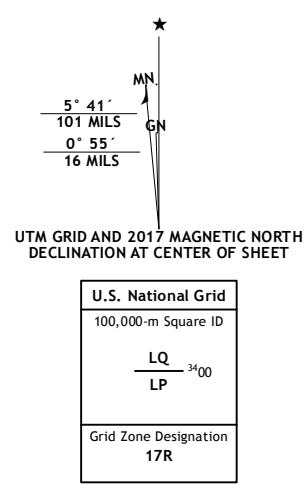 ★
MN.
5° 41´
101 MILS
GN
0° 55´
16 MILS
UTM GRID AND 2017 MAGNETIC NORTH
DECLINATION AT CENTER OF SHEET
U.S. National Grid
100,000-m Square ID
LQ
³⁴00
LP
Grid Zone Designation
17R